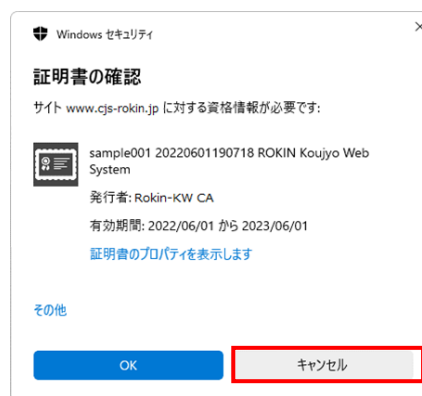 Windows セキュリティ
証明書の確認
サイト www.cjs-rokin.jp に対する資格情報が必要です:
sample001 20220601190718 ROKIN Koujyo Web
System
発行者: Rokin-KW CA
有効期間: 2022/06/01 から 2023/06/01
証明書のプロパティを表示します
その他
OK
キャンセル